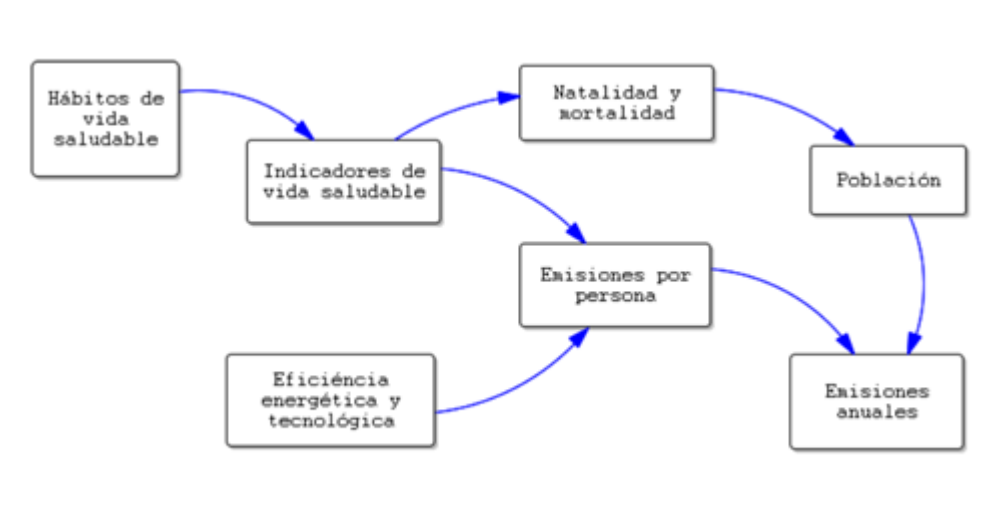 Hábitos de
vida
saludable
Indicadores de
vida saludable
Natalidad y
mortalidad
Población
Emisiones por
persona
Eficiéncia
energética y
tecnológica
Emisiones
anuales